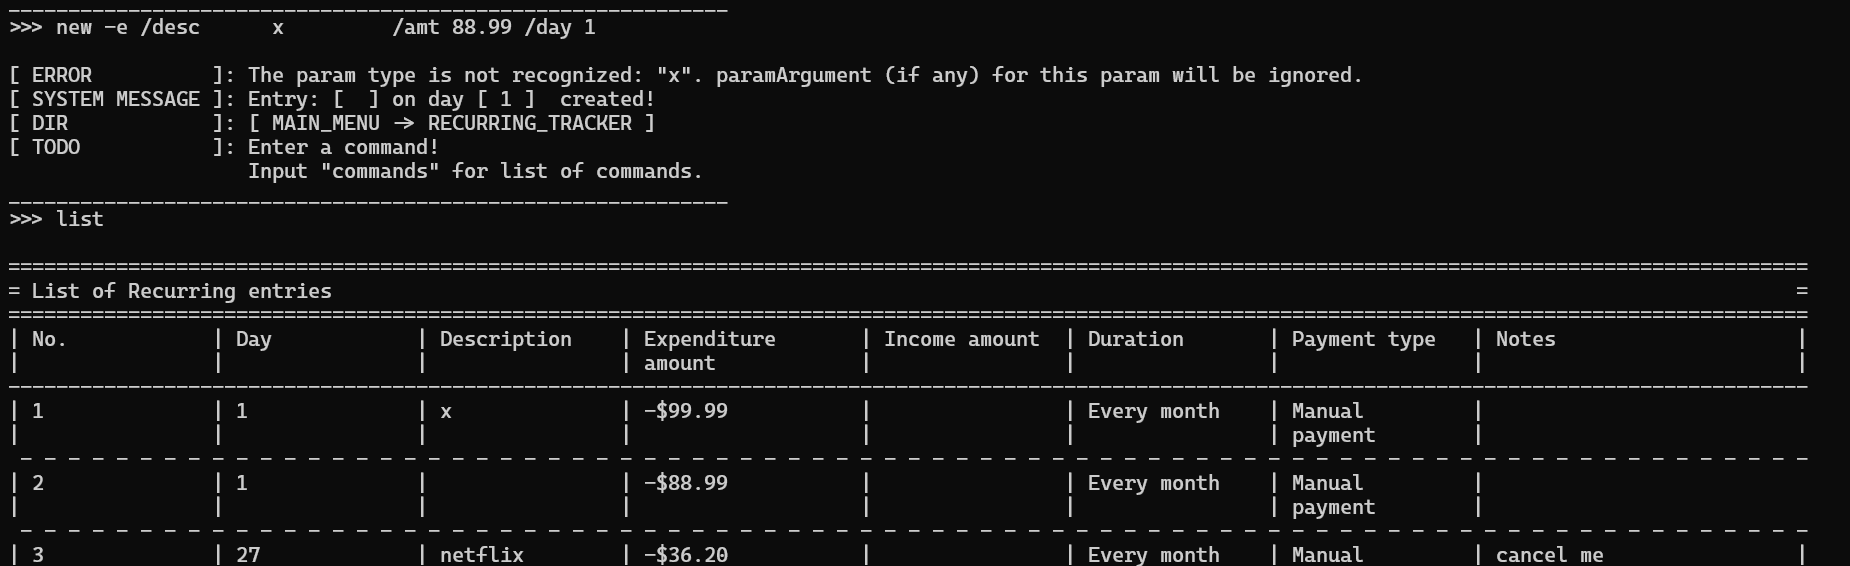 ____________________________________________________________
>>> new -e /desc      x         /amt 88.99 /day 1
[ ERROR          ]: The param type is not recognized: "x". paramArgument (if any) for this param will be ignored.
[ SYSTEM MESSAGE ]: Entry: [  ] on day [ 1 ]  created!
[ DIR            ]: [ MAIN_MENU -> RECURRING_TRACKER ]
[ TODO           ]: Enter a command!
                    Input "commands" for list of commands.
____________________________________________________________
>>> list
======================================================================================================================================================
= List of Recurring entries                                                                                                                          =
======================================================================================================================================================
| No.            | Day            | Description    | Expenditure       | Income amount  | Duration       | Payment type   | Notes                    |
|                |                |                | amount            |                |                |                |                          |
------------------------------------------------------------------------------------------------------------------------------------------------------
| 1              | 1              | x              | -$99.99           |                | Every month    | Manual         |
|                |                |                |                   |                |                | payment        |
 - - - - - - - - - - - - - - - - - - - - - - - - - - - - - - - - - - - - - - - - - - - - - - - - - - - - - - - - - - - - - - - - - - - - - - - - - - -
| 2              | 1              |                | -$88.99           |                | Every month    | Manual         |
|                |                |                |                   |                |                | payment        |
 - - - - - - - - - - - - - - - - - - - - - - - - - - - - - - - - - - - - - - - - - - - - - - - - - - - - - - - - - - - - - - - - - - - - - - - - - - -
| 3              | 27             | netflix        | -$36.20           |                | Every month    | Manual         | cancel me                |